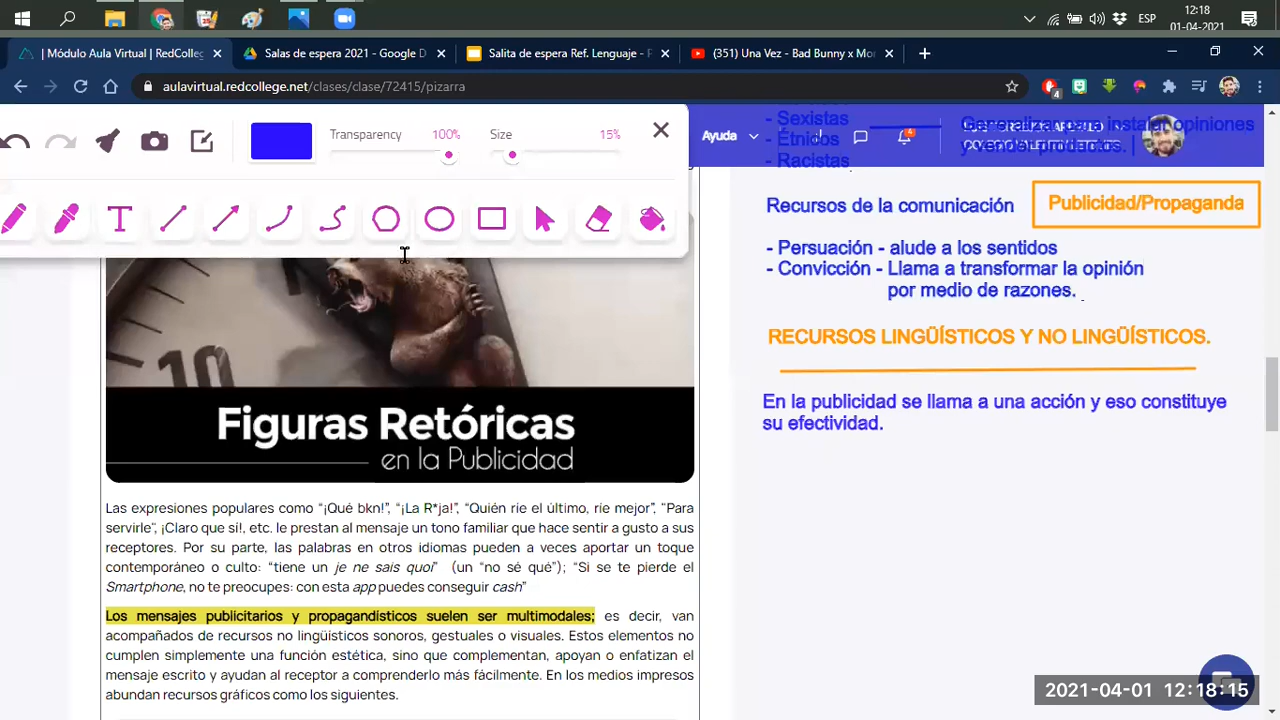 12:18
ESP
01-04-2021
| Módulo Aula Virtual | RedColleg
Salas de espera 2021 - Google D
Salita de espera Ref. Lenguaje - P
(351) Una Vez - Bad Bunny x Mor
aulavirtual.redcollege.net/clases/clase/72415/pizarra
4
Transparency 100% Size 15%
Ayuda
- Sexistas
- Étnicos
- Racistas
Generalizar para instalar opiniones
y vender productos.
Recursos de la comunicación
Publicidad/Propaganda
- Persuación - alude a los sentidos
- Convicción - Llama a transformar la opinión
por medio de razones.
RECURSOS LINGÜÍSTICOS Y NO LINGÜÍSTICOS.
En la publicidad se llama a una acción y eso constituye
su efectividad.
10
Figuras Retóricas
en la Publicidad
Las expresiones populares como “¡Qué bkn!”, “¡La R*ja!”, “Quién ríe el último, ríe mejor”, “Para
servirle”, ¡Claro que sí!, etc. le prestan al mensaje un tono familiar que hace sentir a gusto a sus
receptores. Por su parte, las palabras en otros idiomas pueden a veces aportar un toque
contemporáneo o culto: “tiene un je ne sais quoi” (un “no sé qué”); “Si se te pierde el
Smartphone, no te preocupes: con esta app puedes conseguir cash”
Los mensajes publicitarios y propagandísticos suelen ser multimodales; es decir, van
acompañados de recursos no lingüísticos sonoros, gestuales o visuales. Estos elementos no
cumplen simplemente una función estética, sino que complementan, apoyan o enfatizan el
mensaje escrito y ayudan al receptor a comprenderlo más fácilmente. En los medios impresos
abundan recursos gráficos como los siguientes.
2021-04-01 12:18:15